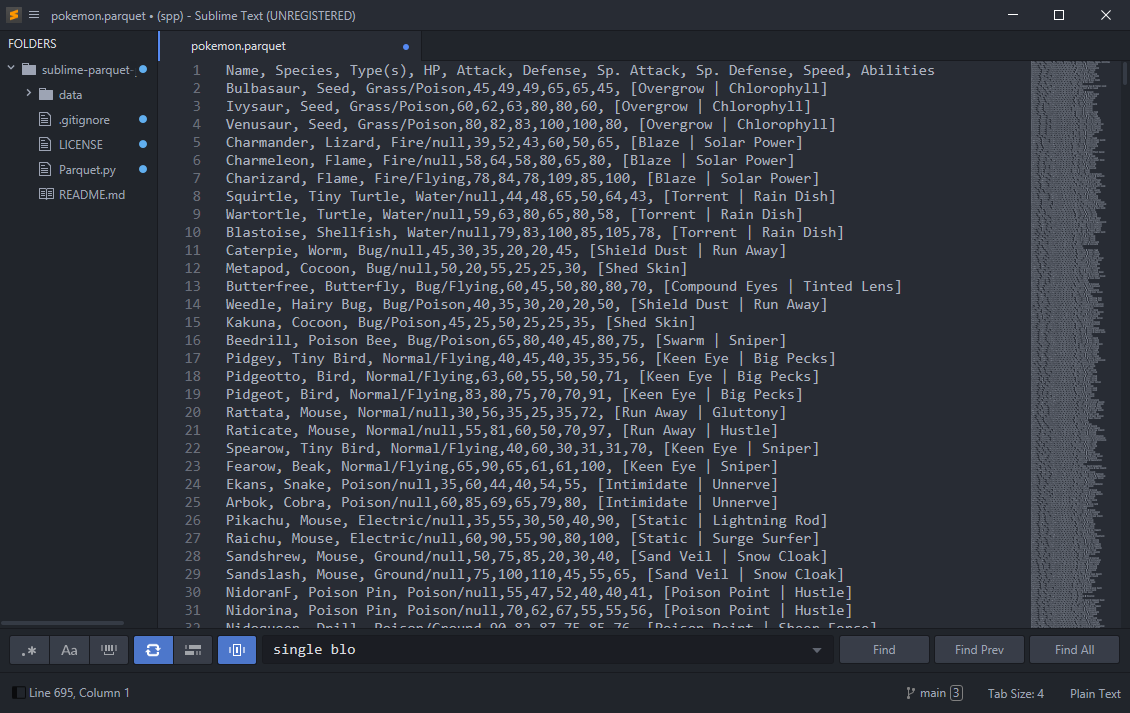 pokemon.parquet • (spp) - Sublime Text (UNREGISTERED)
FOLDERS
sublime-parquet-
data
.gitignore
LICENSE
Parquet.py
README.md
pokemon.parquet
1 Name, Species, Type(s), HP, Attack, Defense, Sp. Attack, Sp. Defense, Speed, Abilities
2 Bulbasaur, Seed, Grass/Poison,45,49,49,65,65,45, [Overgrow | Chlorophyll]
3 Ivysaur, Seed, Grass/Poison,60,62,63,80,80,60, [Overgrow | Chlorophyll]
4 Venusaur, Seed, Grass/Poison,80,82,83,100,100,80, [Overgrow | Chlorophyll]
5 Charmander, Lizard, Fire/null,39,52,43,60,50,65, [Blaze | Solar Power]
6 Charmeleon, Flame, Fire/null,58,64,58,80,65,80, [Blaze | Solar Power]
7 Charizard, Flame, Fire/Flying,78,84,78,109,85,100, [Blaze | Solar Power]
8 Squirtle, Tiny Turtle, Water/null,44,48,65,50,64,43, [Torrent | Rain Dish]
9 Wartortle, Turtle, Water/null,59,63,80,65,80,58, [Torrent | Rain Dish]
10 Blastoise, Shellfish, Water/null,79,83,100,85,105,78, [Torrent | Rain Dish]
11 Caterpie, Worm, Bug/null,45,30,35,20,20,45, [Shield Dust | Run Away]
12 Metapod, Cocoon, Bug/null,50,20,55,25,25,30, [Shed Skin]
13 Butterfree, Butterfly, Bug/Flying,60,45,50,80,80,70, [Compound Eyes | Tinted Lens]
14 Weedle, Hairy Bug, Bug/Poison,40,35,30,20,20,50, [Shield Dust | Run Away]
15 Kakuna, Cocoon, Bug/Poison,45,25,50,25,25,35, [Shed Skin]
16 Beedrill, Poison Bee, Bug/Poison,65,80,40,45,80,75, [Swarm | Sniper]
17 Pidgey, Tiny Bird, Normal/Flying,40,45,40,35,35,56, [Keen Eye | Big Pecks]
18 Pidgeotto, Bird, Normal/Flying,63,60,55,50,50,71, [Keen Eye | Big Pecks]
19 Pidgeot, Bird, Normal/Flying,83,80,75,70,70,91, [Keen Eye | Big Pecks]
20 Rattata, Mouse, Normal/null,30,56,35,25,35,72, [Run Away | Gluttony]
21 Raticate, Mouse, Normal/null,55,81,60,50,70,97, [Run Away | Hustle]
22 Spearow, Tiny Bird, Normal/Flying,40,60,30,31,31,70, [Keen Eye | Sniper]
23 Fearow, Beak, Normal/Flying,65,90,65,61,61,100, [Keen Eye | Sniper]
24 Ekans, Snake, Poison/null,35,60,44,40,54,55, [Intimidate | Unnerve]
25 Arbok, Cobra, Poison/null,60,85,69,65,79,80, [Intimidate | Unnerve]
26 Pikachu, Mouse, Electric/null,35,55,30,50,40,90, [Static | Lightning Rod]
27 Raichu, Mouse, Electric/null,60,90,55,90,80,100, [Static | Surge Surfer]
28 Sandshrew, Mouse, Ground/null,50,75,85,20,30,40, [Sand Veil | Snow Cloak]
29 Sandslash, Mouse, Ground/null,75,100,110,45,55,65, [Sand Veil | Snow Cloak]
30 NidoranF, Poison Pin, Poison/null,55,47,52,40,40,41, [Poison Point | Hustle]
31 Nidorina, Poison Pin, Poison/null,70,62,67,55,55,56, [Poison Point | Hustle]
32 Nidoqueen, Drill, Poison/Ground,90,82,87,75,85,76, [Poison Point | Sheer Force]
.* Aa single blo Find Find Prev Find All
Line 695, Column 1 main 3 Tab Size: 4 Plain Text